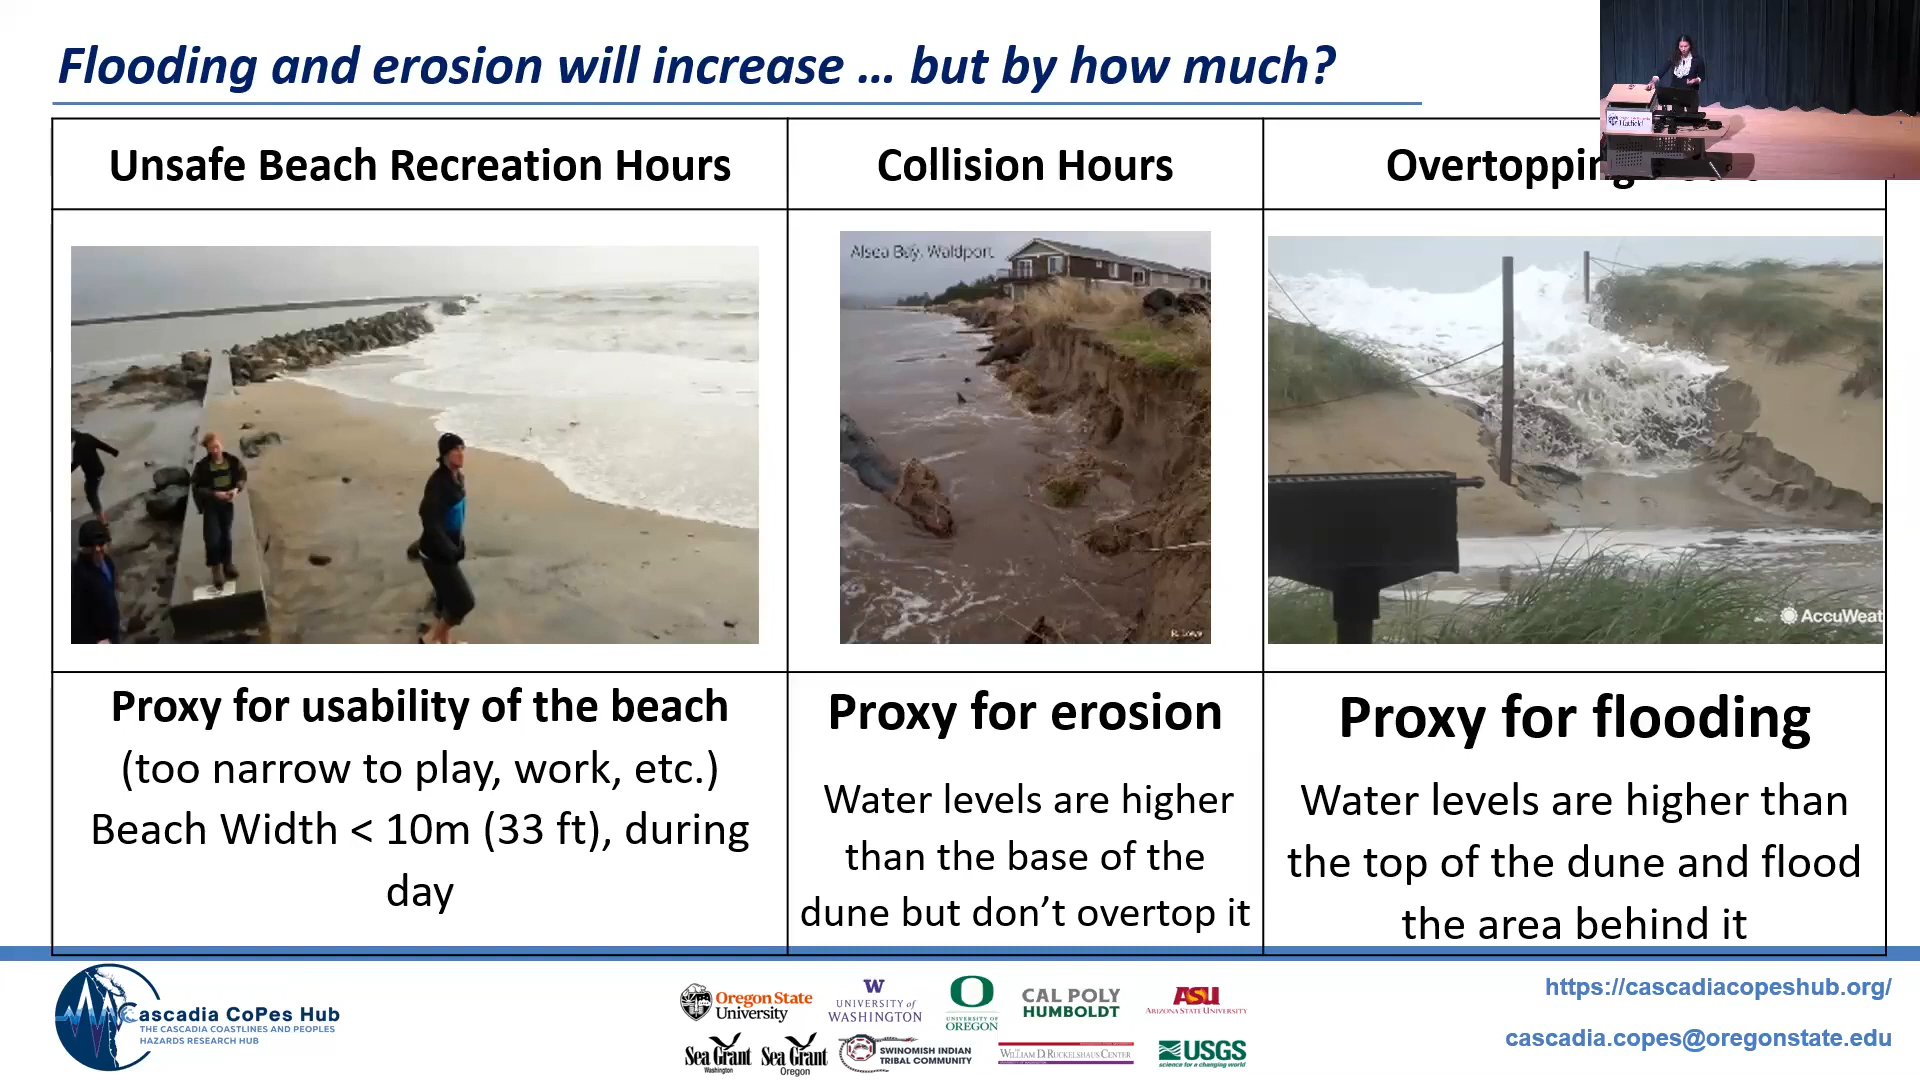 Flooding and erosion will increase … but by how much?
Unsafe Beach Recreation Hours
Collision Hours
Overtopping
Alsea Bay, Waldport
AccuWeat
Proxy for usability of the beach
(too narrow to play, work, etc.)
Beach Width < 10m (33 ft), during
day
Proxy for erosion
Water levels are higher
than the base of the
dune but don’t overtop it
Proxy for flooding
Water levels are higher than
the top of the dune and flood
the area behind it
Cascadia CoPes Hub
THE CASCADIA COASTLINES AND PEOPLES
HAZARDS RESEARCH HUB
Oregon State
University
W
UNIVERSITY of
WASHINGTON
O
UNIVERSITY OF
OREGON
CAL POLY
HUMBOLDT
ASU
ARIZONA STATE UNIVERSITY
Sea Grant
Washington
Sea Grant
Oregon
SWINOMISH INDIAN
TRIBAL COMMUNITY
WILLIAM D. RUCKELSHAUS CENTER
USGS
science for a changing world
https://cascadiacopeshub.org/
cascadia.copes@oregonstate.edu